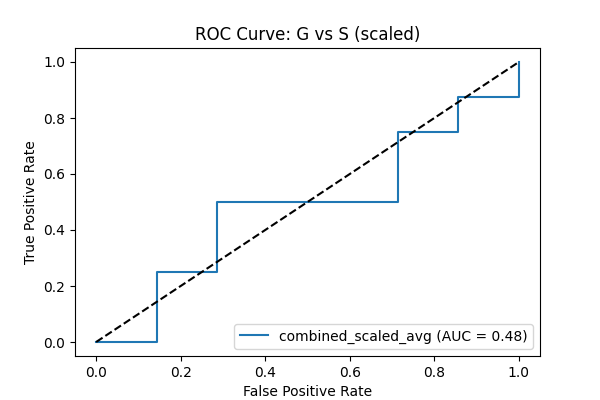 ROC Curve: G vs S (scaled)
True Positive Rate
1.0
0.8
0.6
0.4
0.2
0.0
combined_scaled_avg (AUC = 0.48)
0.0 0.2 0.4 0.6 0.8 1.0
False Positive Rate